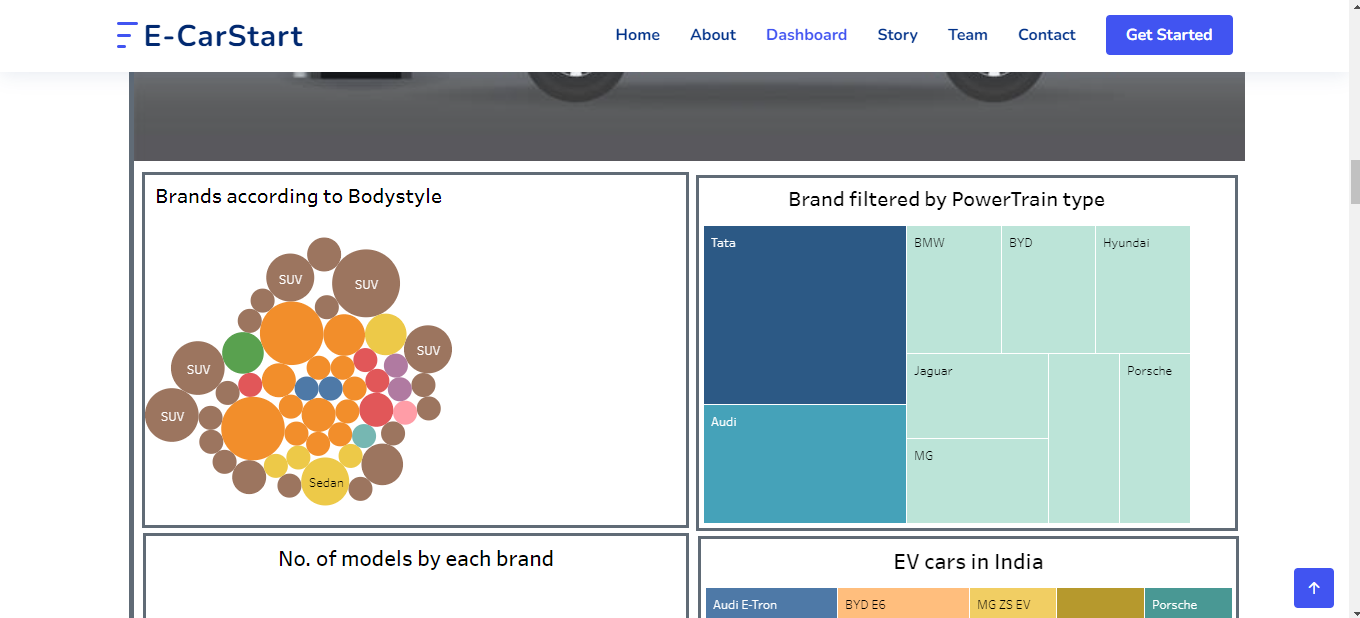 E-CarStart
Home About Dashboard Story Team Contact Get Started
Brands according to Bodystyle
SUV
SUV
SUV
SUV
SUV
Sedan
Brand filtered by PowerTrain type
Tata
BMW
BYD
Hyundai
Jaguar
Porsche
Audi
MG
No. of models by each brand
EV cars in India
Audi E-Tron
BYD E6
MG ZS EV
Porsche